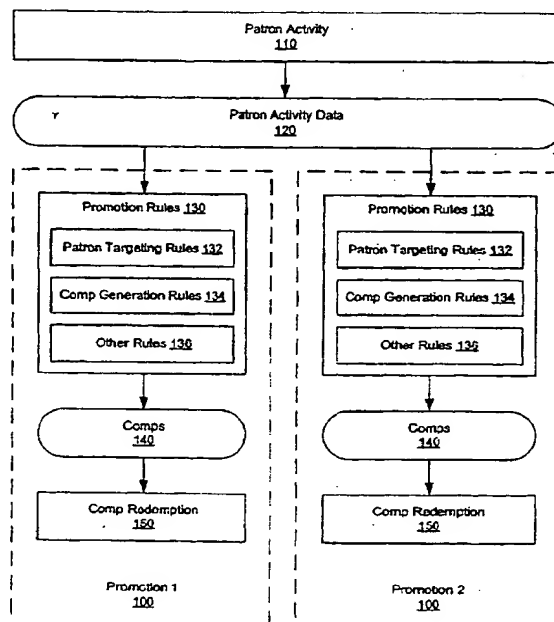 Patron Activity
110
Patron Activity Data
120
Promotion Rules 130
Patron Targeting Rules 132
Comp Generation Rules 134
Other Rules 136
Comps
140
Comp Redemption
150
Promotion 1
100
Promotion Rules 130
Patron Targeting Rules 132
Comp Generation Rules 134
Other Rules 136
Comps
140
Comp Redemption
150
Promotion 2
100